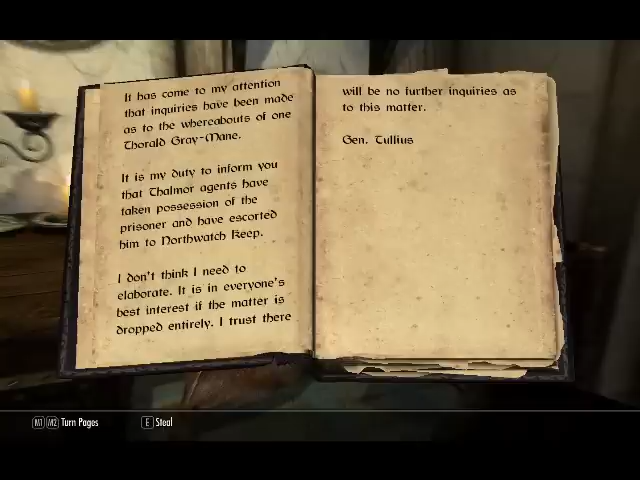 It has come to my attention
that inquiries have been made
as to the whereabouts of one
Thorald Gray-Mane.
It is my duty to inform you
that Thalmor agents have
taken possession of the
prisoner and have escorted
him to Northwatch Keep.
I don't think I need to
elaborate. It is in everyone's
best interest if the matter is
dropped entirely. I trust there
will be no further inquiries as
to this matter.
Gen. Tullius
M1 M2 Turn Pages
E Steal